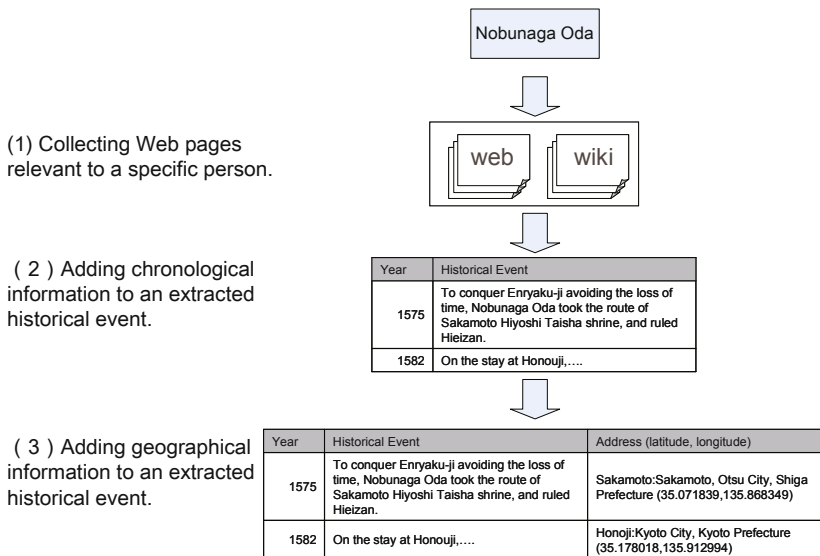 Nobunaga Oda
(1) Collecting Web pages
relevant to a specific person.
web wiki
( 2 ) Adding chronological
information to an extracted
historical event.
Year Historical Event
1575 To conquer Enryaku-ji avoiding the loss of
time, Nobunaga Oda took the route of
Sakamoto Hiyoshi Taisha shrine, and ruled
Hieizan.
1582 On the stay at Honouji,....
( 3 ) Adding geographical
information to an extracted
historical event.
Year Historical Event Address (latitude, longitude)
1575 To conquer Enryaku-ji avoiding the loss of
time, Nobunaga Oda took the route of
Sakamoto Hiyoshi Taisha shrine, and ruled
Hieizan.
Sakamoto:Sakamoto, Otsu City, Shiga
Prefecture (35.071839,135.868349)
1582 On the stay at Honouji,....
Honoji:Kyoto City, Kyoto Prefecture
(35.178018,135.912994)